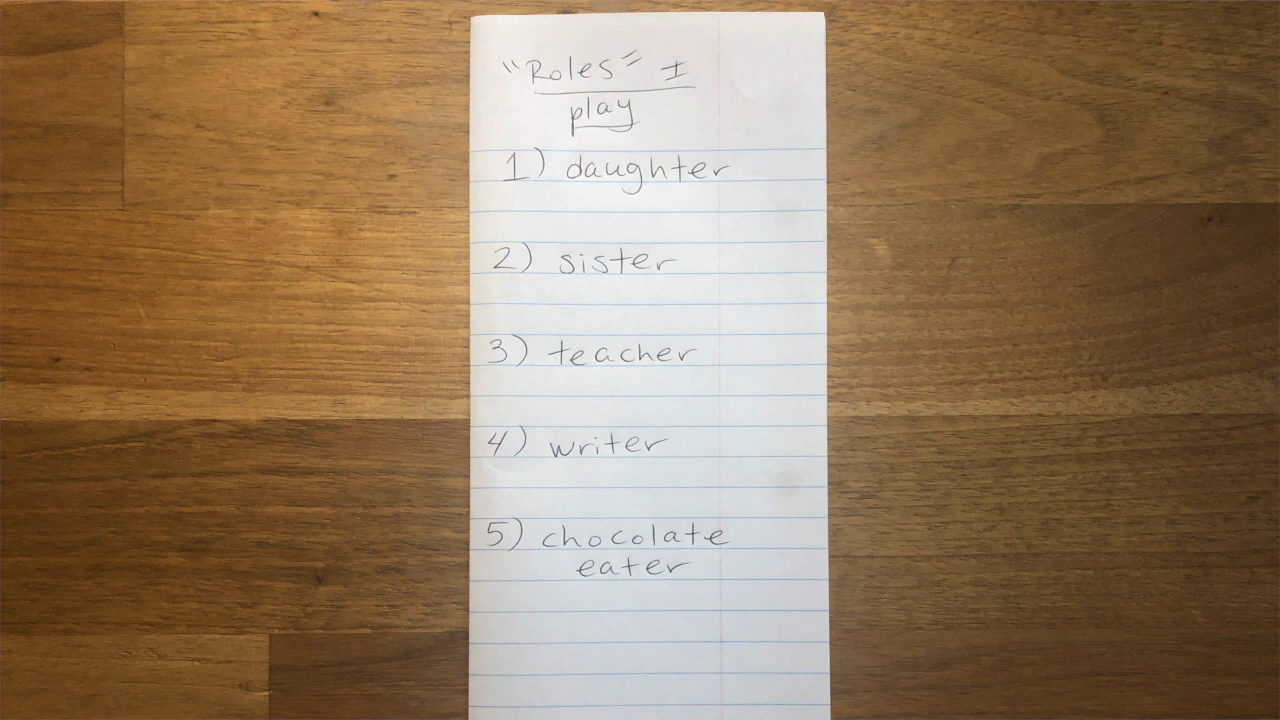 "Roles" I
play
1) daughter
2) sister
3) teacher
4) writer
5) chocolate
eater